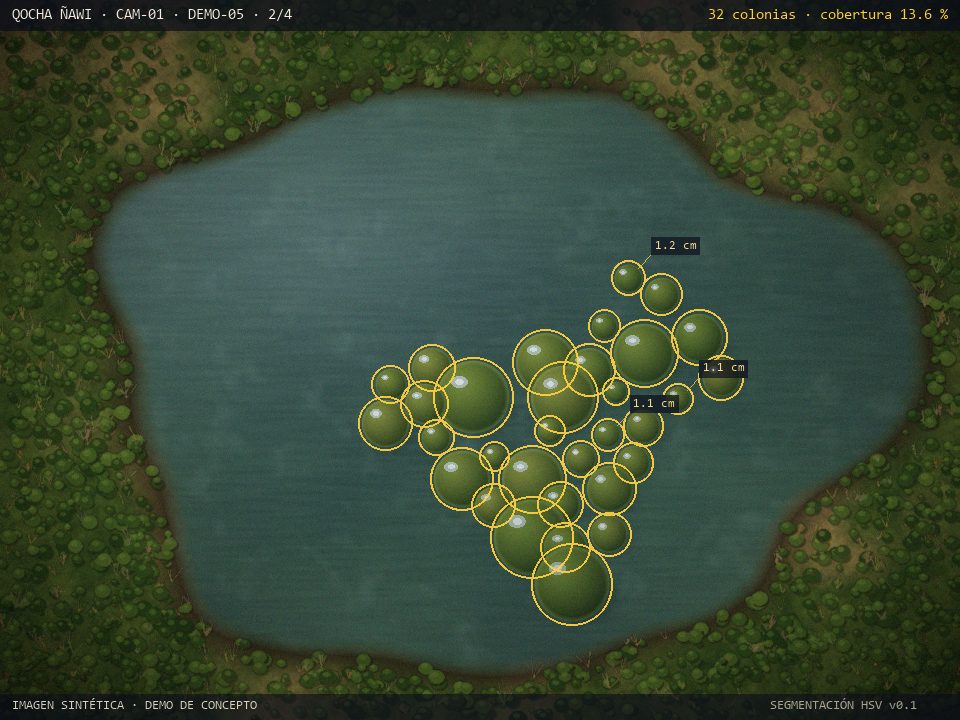 QOCHA ÑAWI · CAM-01 · DEMO-05 · 2/4
32 colonias · cobertura 13.6 %
1.2 cm
1.1 cm
1.1 cm
IMAGEN SINTÉTICA · DEMO DE CONCEPTO
SEGMENTACIÓN HSV v0.1